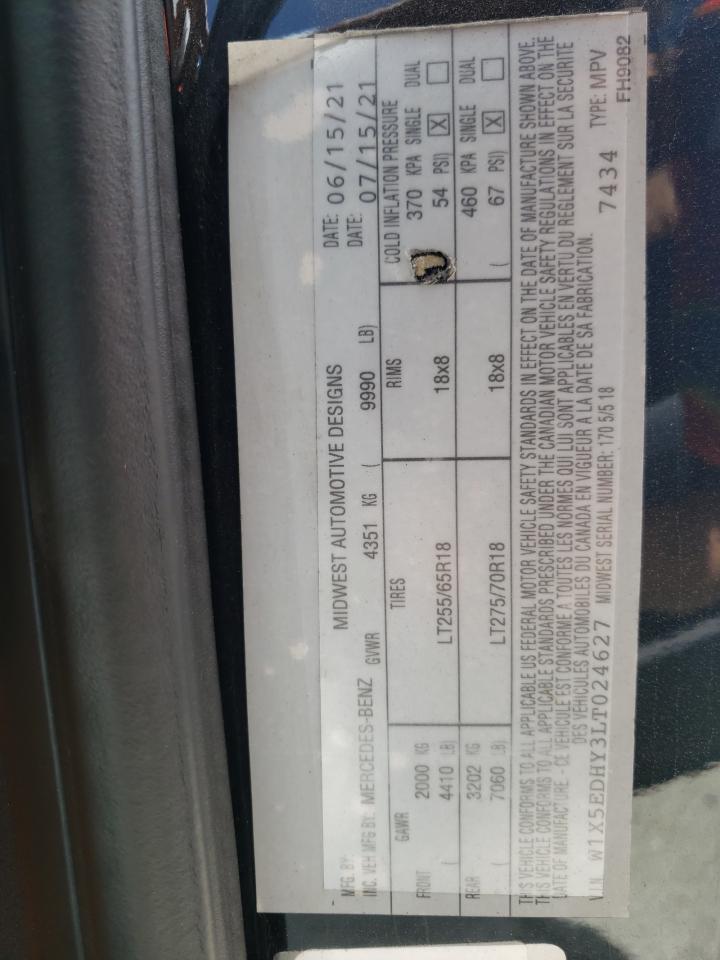 MFG. BY: MIDWEST AUTOMOTIVE DESIGNS DATE: 06/15/21
INC. VEH MFG BY: MERCEDES-BENZ DATE: 07/15/21
GVWR 4351 KG ( 9990 LB)
GAWR TIRES RIMS COLD INFLATION PRESSURE
FRONT 2000 KG 370 KPA SINGLE DUAL
( 4410 LB) LT255/65R18 18x8 54 PSI) X
REAR 3202 KG 460 KPA SINGLE DUAL
( 7060 LB) LT275/70R18 18x8 ( 67 PSI) X
THIS VEHICLE CONFORMS TO ALL APPLICABLE US FEDERAL MOTOR VEHICLE SAFETY STANDARDS IN EFFECT ON THE DATE OF MANUFACTURE SHOWN ABOVE.
THIS VEHICLE CONFORMS TO ALL APPLICABLE STANDARDS PRESCRIBED UNDER THE CANADIAN MOTOR VEHICLE SAFETY REGULATIONS IN EFFECT ON THE
DATE OF MANUFACTURE - CE VEHICULE EST CONFORME A TOUTES LES NORMES QUI LUI SONT APPLICABLES EN VERTU DU REGLEMENT SUR LA SECURITE
DES VEHICULES AUTOMOBILES DU CANADA EN VIGUEUR A LA DATE DE SA FABRICATION.
V.I.N. W1X5EDHY3LT024627 MIDWEST SERIAL NUMBER: 170 5/5 18 7434 TYPE: MPV
FH9082